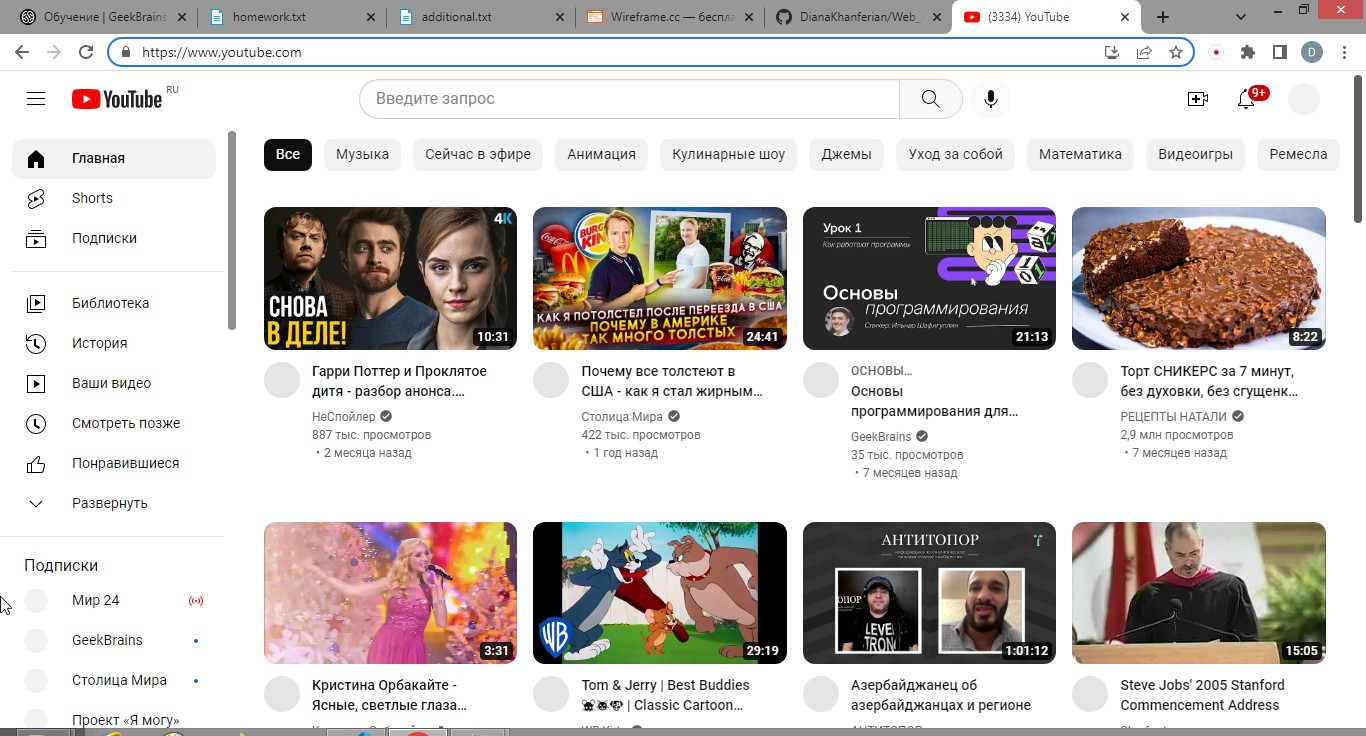 Обучение | GeekBrains
homework.txt
additional.txt
Wireframe.cc — беспла
DianaKhanferian/Web_
(3334) YouTube
https://www.youtube.com
D
YouTube RU
Введите запрос
9+
Главная
Shorts
Подписки
Библиотека
История
Ваши видео
Смотреть позже
Понравившиеся
Развернуть
Подписки
Мир 24
GeekBrains
Столица Мира
Проект «Я могу»
Все
Музыка
Сейчас в эфире
Анимация
Кулинарные шоу
Джемы
Уход за собой
Математика
Видеоигры
Ремесла
4K
СНОВА
В ДЕЛЕ!
10:31
Гарри Поттер и Проклятое
дитя - разбор анонса....
НеСпойлер
887 тыс. просмотров
• 2 месяца назад
КАК Я ПОТОЛСТЕЛ ПОСЛЕ ПЕРЕЕЗДА В США
ПОЧЕМУ В АМЕРИКЕ
ТАК МНОГО ТОЛСТЫХ
24:41
Почему все толстеют в
США - как я стал жирным...
Столица Мира
422 тыс. просмотров
• 1 год назад
Урок 1
Как работают программы
Основы
программирования
Спикер: Ильнар Шафигуллин
21:13
ОСНОВЫ...
Основы
программирования для...
GeekBrains
35 тыс. просмотров
• 7 месяцев назад
8:22
Торт СНИКЕРС за 7 минут,
без духовки, без сгущенк...
РЕЦЕПТЫ НАТАЛИ
2,9 млн просмотров
• 7 месяцев назад
3:31
Кристина Орбакайте -
Ясные, светлые глаза...
WB
29:19
Tom & Jerry | Best Buddies
| Classic Cartoon...
АНТИТОПОР
LEVEL
STRON
1:01:12
Азербайджанец об
азербайджанцах и регионе
15:05
Steve Jobs' 2005 Stanford
Commencement Address